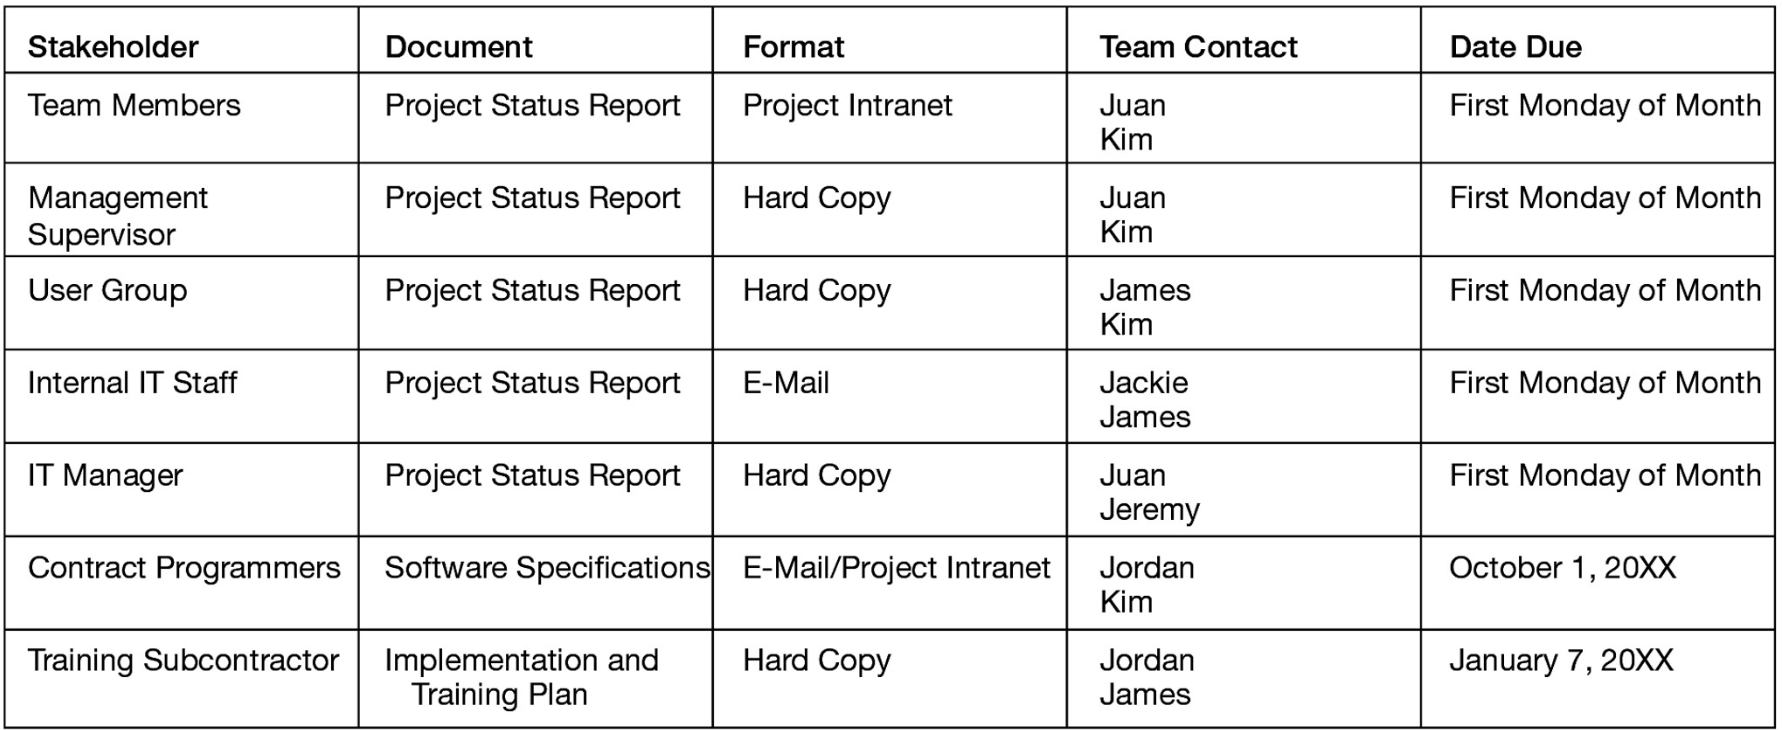 Stakeholder Document Format Team Contact Date Due
Team Members Project Status Report Project Intranet Juan First Monday of Month
Kim
Management Project Status Report Hard Copy Juan First Monday of Month
Supervisor Kim
User Group Project Status Report Hard Copy James First Monday of Month
Kim
Internal IT Staff Project Status Report E-Mail Jackie First Monday of Month
James
IT Manager Project Status Report Hard Copy Juan First Monday of Month
Jeremy
Contract Programmers Software Specifications E-Mail/Project Intranet Jordan October 1, 20XX
Kim
Training Subcontractor Implementation and Hard Copy Jordan January 7, 20XX
Training Plan James